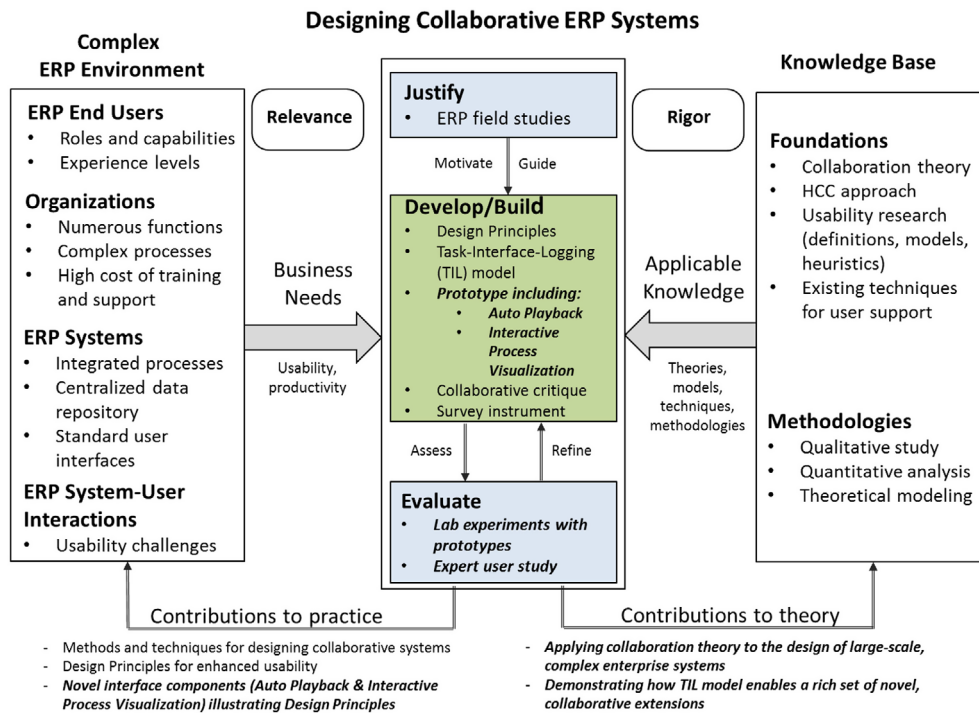 Designing Collaborative ERP Systems
Complex
ERP Environment
ERP End Users
• Roles and capabilities
• Experience levels
Organizations
• Numerous functions
• Complex processes
• High cost of training
and support
ERP Systems
• Integrated processes
• Centralized data
repository
• Standard user
interfaces
ERP System-User
Interactions
• Usability challenges
Relevance
Business
Needs
Usability,
productivity
Justify
• ERP field studies
Motivate
Guide
Develop/Build
• Design Principles
• Task-Interface-Logging
(TIL) model
• Prototype including:
• Auto Playback
• Interactive
Process
Visualization
• Collaborative critique
• Survey instrument
Assess
Refine
Evaluate
• Lab experiments with
prototypes
• Expert user study
Rigor
Applicable
Knowledge
Theories,
models,
techniques,
methodologies
Knowledge Base
Foundations
• Collaboration theory
• HCC approach
• Usability research
(definitions, models,
heuristics)
• Existing techniques
for user support
Methodologies
• Qualitative study
• Quantitative analysis
• Theoretical modeling
Contributions to practice
- Methods and techniques for designing collaborative systems
- Design Principles for enhanced usability
- Novel interface components (Auto Playback & Interactive
Process Visualization) illustrating Design Principles
Contributions to theory
- Applying collaboration theory to the design of large-scale,
complex enterprise systems
- Demonstrating how TIL model enables a rich set of novel,
collaborative extensions